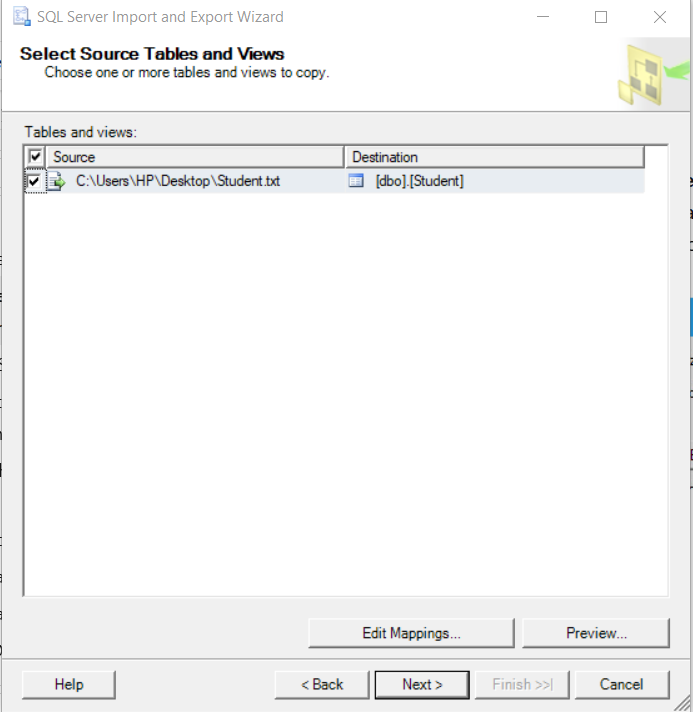 SQL Server Import and Export Wizard
Select Source Tables and Views
Choose one or more tables and views to copy.
Tables and views:
Source Destination
C:\Users\HP\Desktop\Student.txt [dbo].[Student]
Edit Mappings... Preview...
Help < Back Next > Finish >>| Cancel